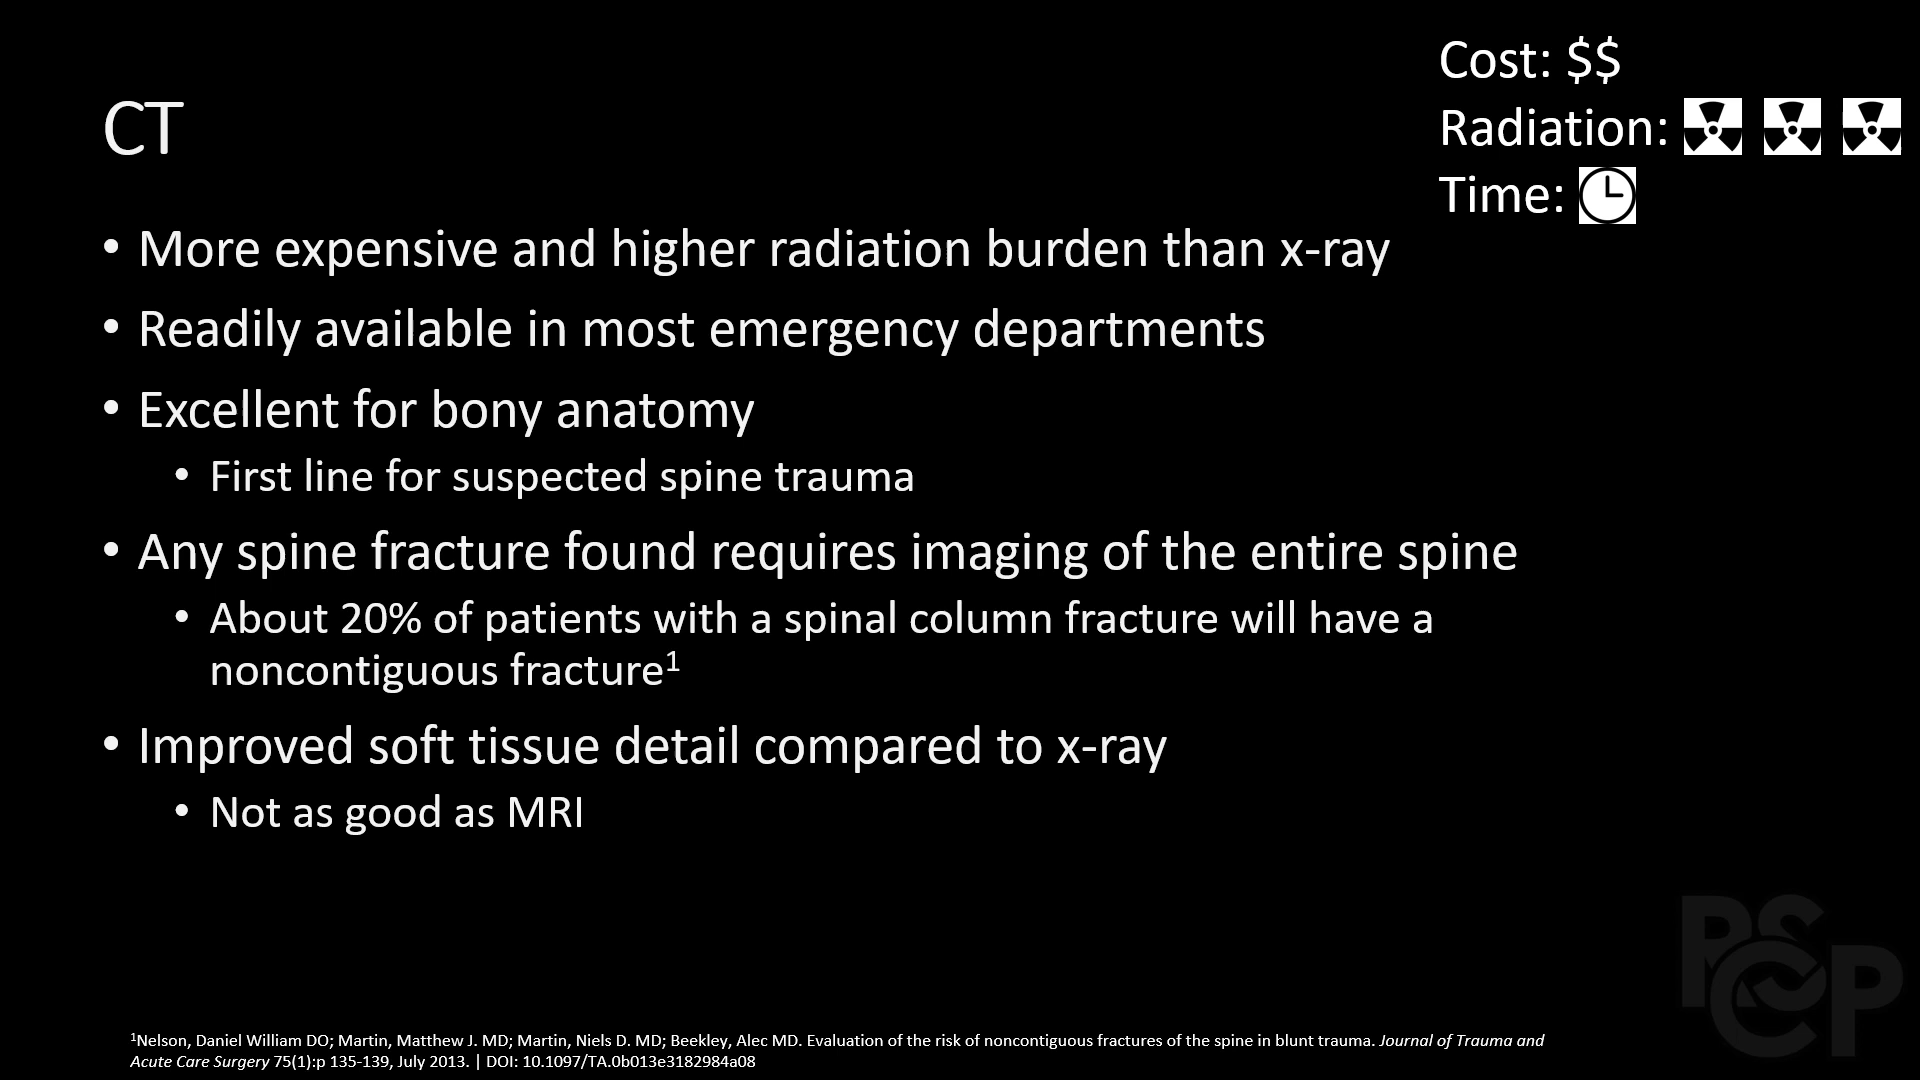 CT
Cost: $$
Radiation:
Time:
• More expensive and higher radiation burden than x-ray
• Readily available in most emergency departments
• Excellent for bony anatomy
• First line for suspected spine trauma
• Any spine fracture found requires imaging of the entire spine
• About 20% of patients with a spinal column fracture will have a
noncontiguous fracture¹
• Improved soft tissue detail compared to x-ray
• Not as good as MRI
¹Nelson, Daniel William DO; Martin, Matthew J. MD; Martin, Niels D. MD; Beekley, Alec MD. Evaluation of the risk of noncontiguous fractures of the spine in blunt trauma. Journal of Trauma and
Acute Care Surgery 75(1):p 135-139, July 2013. | DOI: 10.1097/TA.0b013e3182984a08
PSCP